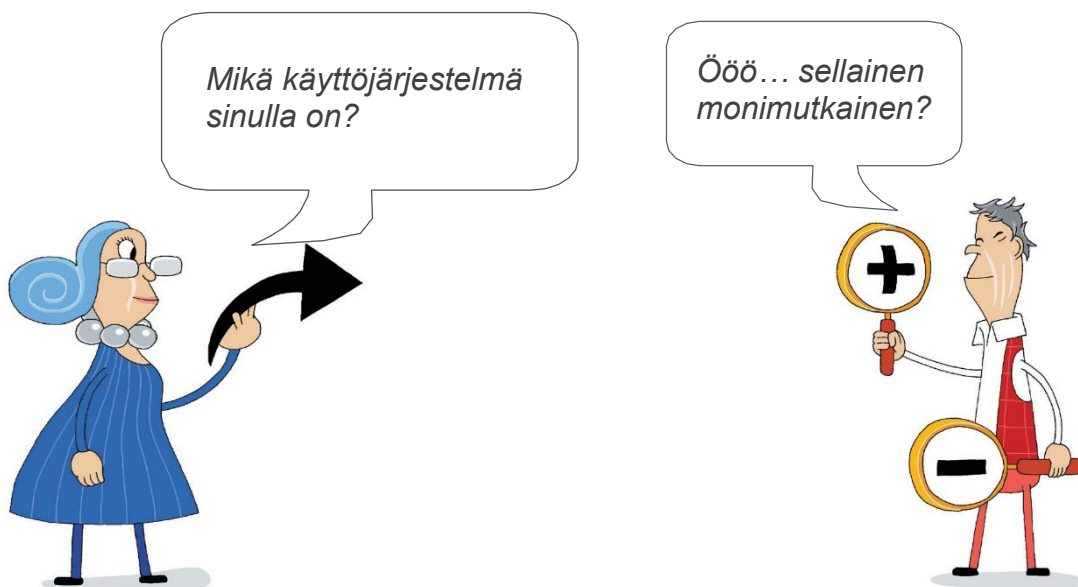 Mikä käyttöjärjestelmä
sinulla on?
Ööö… sellainen
monimutkainen?